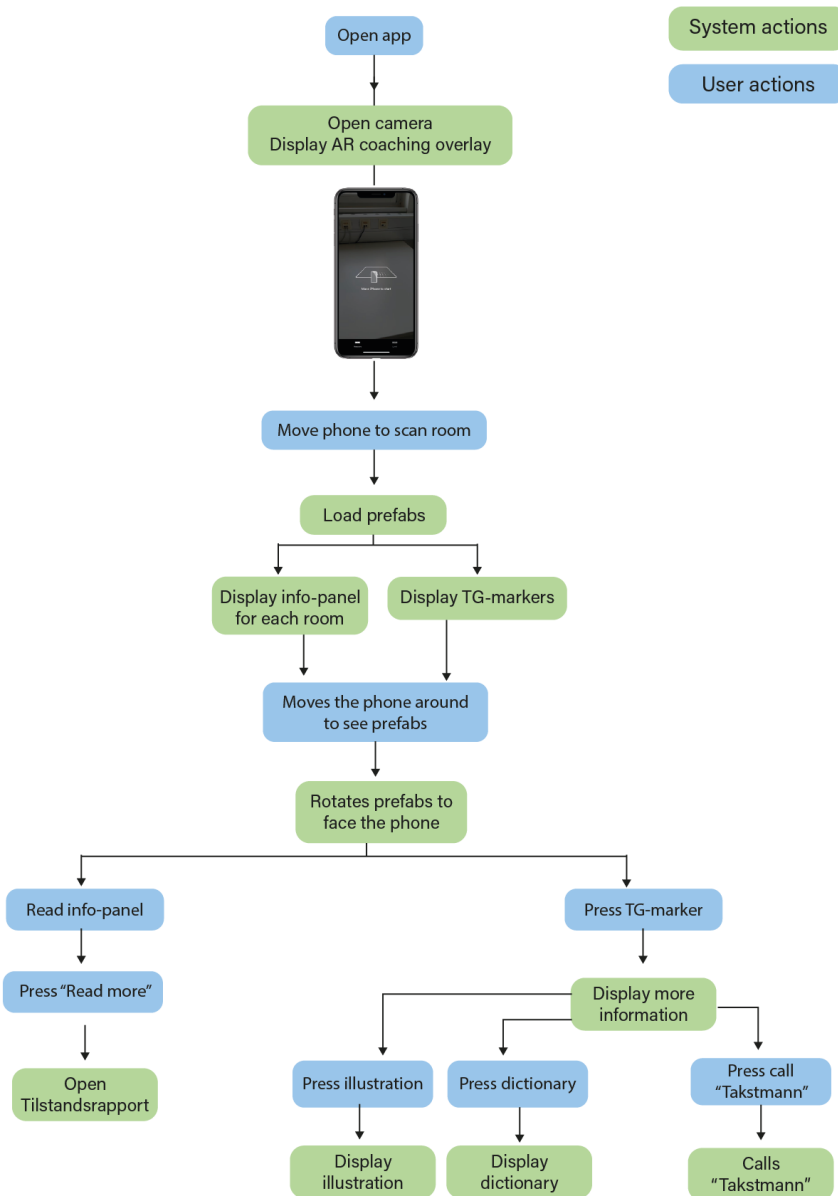 Open app
System actions
User actions
Open camera
Display AR coaching overlay
Move phone to scan room
Load prefabs
Display info-panel
for each room
Display TG-markers
Moves the phone around
to see prefabs
Rotates prefabs to
face the phone
Read info-panel
Press TG-marker
Press “Read more”
Display more
information
Open
Tilstandsrapport
Press illustration
Press dictionary
Press call
“Takstmann”
Display
illustration
Display
dictionary
Calls
“Takstmann”